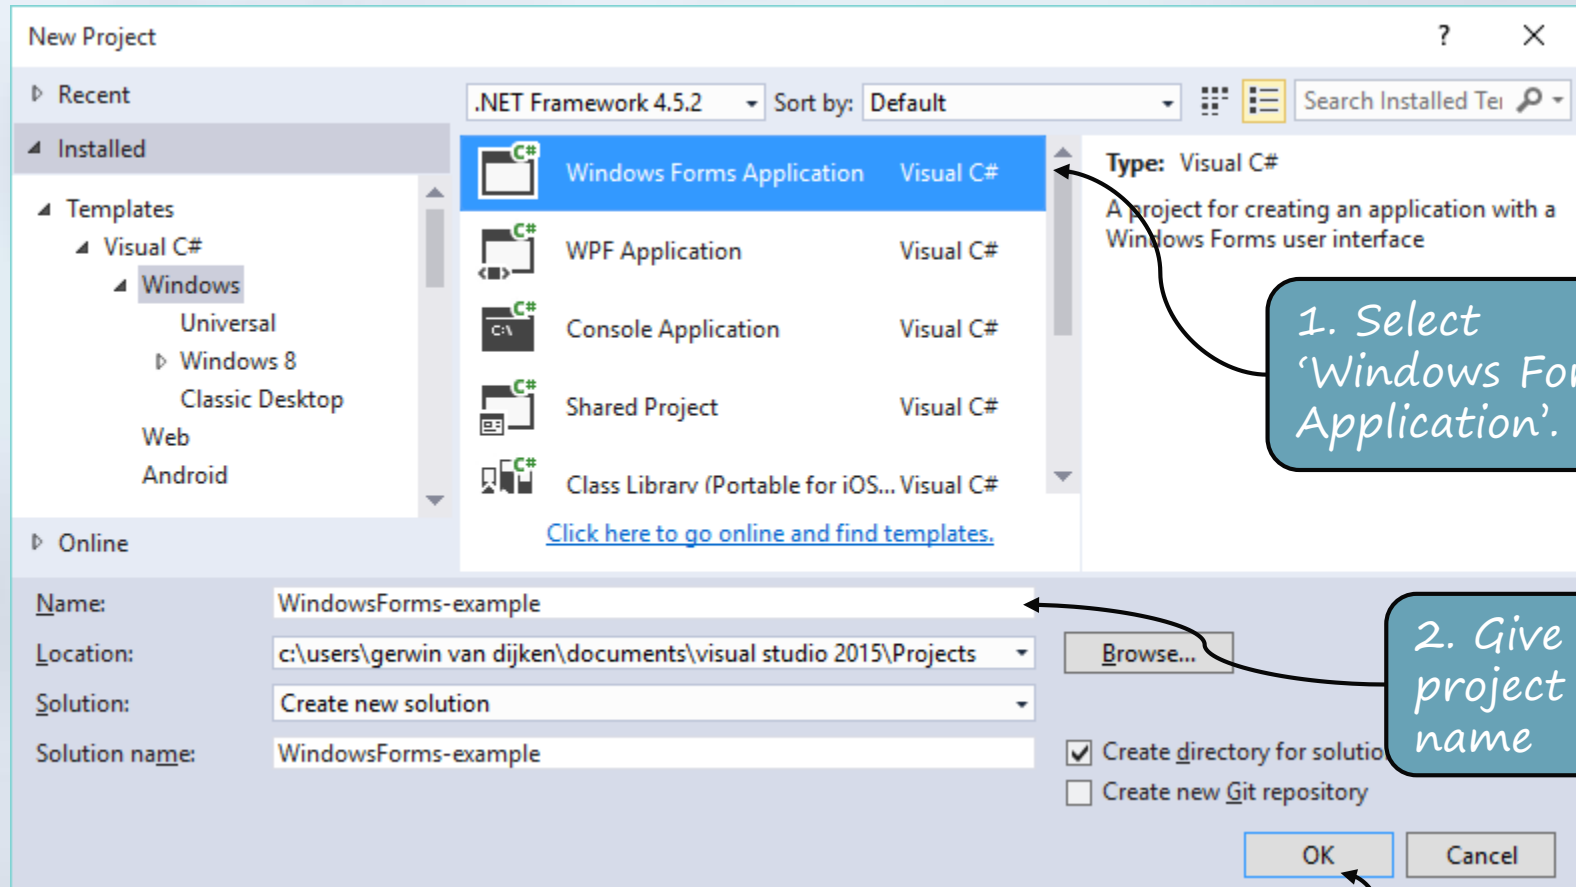 New Project
?
Recent
.NET Framework 4.5.2
Sort by:
Default
Search Installed Te
Installed
Templates
Visual C#
Windows
Universal
Windows 8
Classic Desktop
Web
Android
Online
C# Windows Forms Application Visual C#
C# WPF Application Visual C#
C# C:\ Console Application Visual C#
C# Shared Project Visual C#
C# Class Library (Portable for iOS... Visual C#
Click here to go online and find templates.
Type: Visual C#
A project for creating an application with a
Windows Forms user interface
1. Select
‘Windows For
Application’.
Name: WindowsForms-example
Location: c:\users\gerwin van dijken\documents\visual studio 2015\Projects
Browse...
Solution: Create new solution
Solution name: WindowsForms-example
2. Give
project
name
Create directory for solutio
Create new Git repository
OK
Cancel